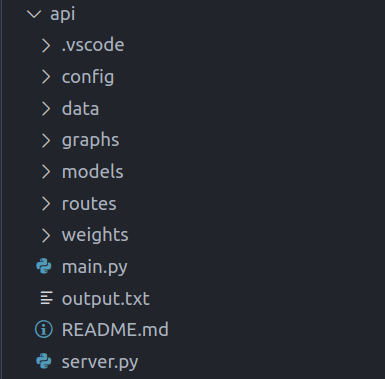 api
.vscode
config
data
graphs
models
routes
weights
main.py
output.txt
README.md
server.py